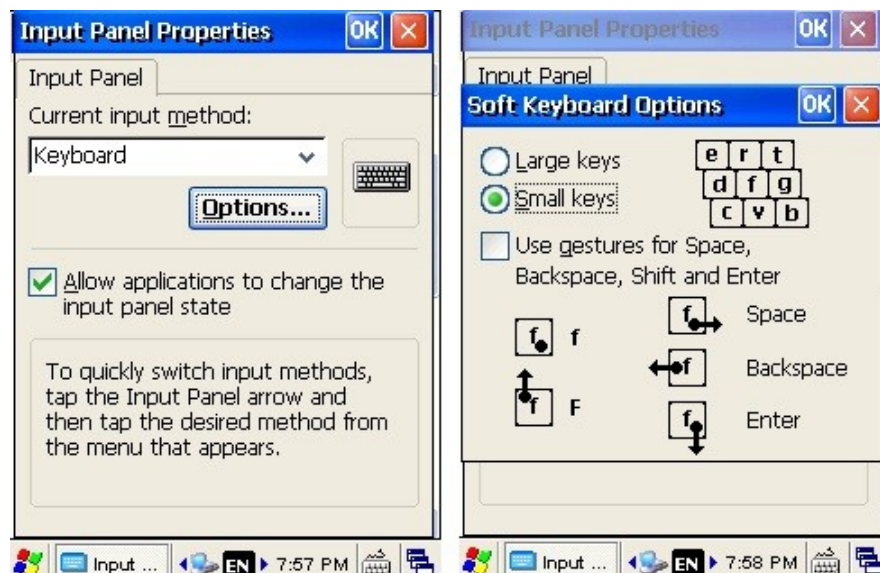 Input Panel Properties OK
Input Panel
Current input method:
Keyboard
Options...
Allow applications to change the
input panel state
To quickly switch input methods,
tap the Input Panel arrow and
then tap the desired method from
the menu that appears.
Input ... EN 7:57 PM
Input Panel Properties OK
Input Panel
Soft Keyboard Options OK
Large keys
Small keys
e r t
d f g
c v b
Use gestures for Space,
Backspace, Shift and Enter
f f
f F
f Space
f Backspace
f Enter
Input ... EN 7:58 PM